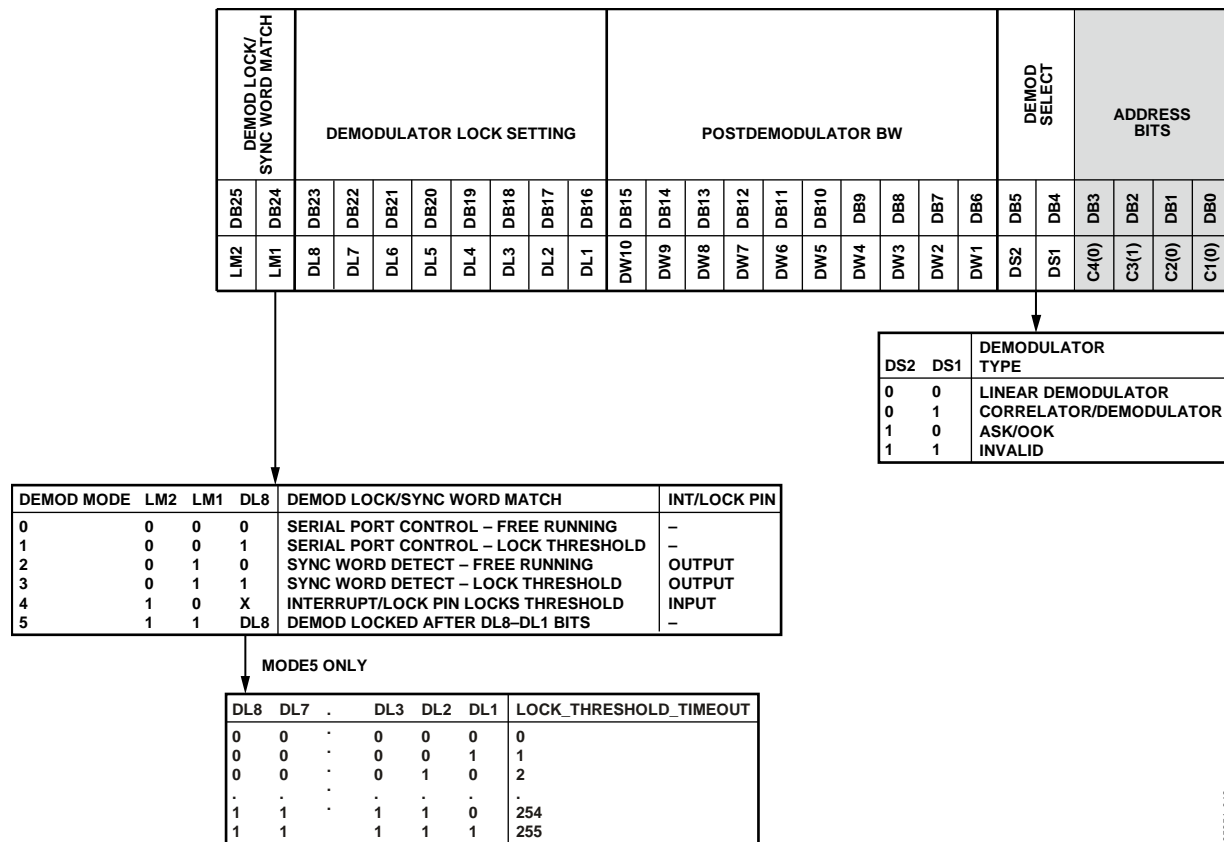 DEMOD LOCK/
SYNC WORD MATCH
DEMODULATOR LOCK SETTING
POSTDEMODULATOR BW
DEMOD
SELECT
ADDRESS
BITS
DB25 DB24 DB23 DB22 DB21 DB20 DB19 DB18 DB17 DB16 DB15 DB14 DB13 DB12 DB11 DB10 DB9 DB8 DB7 DB6 DB5 DB4 DB3 DB2 DB1 DB0
LM2 LM1 DL8 DL7 DL6 DL5 DL4 DL3 DL2 DL1 DW10 DW9 DW8 DW7 DW6 DW5 DW4 DW3 DW2 DW1 DS2 DS1 C4(0) C3(1) C2(0) C1(0)
DS2 DS1 DEMODULATOR
TYPE
0 0 LINEAR DEMODULATOR
0 1 CORRELATOR/DEMODULATOR
1 0 ASK/OOK
1 1 INVALID
DEMOD MODE LM2 LM1 DL8 DEMOD LOCK/SYNC WORD MATCH INT/LOCK PIN
0 0 0 0 SERIAL PORT CONTROL – FREE RUNNING –
1 0 0 1 SERIAL PORT CONTROL – LOCK THRESHOLD –
2 0 1 0 SYNC WORD DETECT – FREE RUNNING OUTPUT
3 0 1 1 SYNC WORD DETECT – LOCK THRESHOLD OUTPUT
4 1 0 X INTERRUPT/LOCK PIN LOCKS THRESHOLD INPUT
5 1 1 DL8 DEMOD LOCKED AFTER DL8–DL1 BITS –
MODE5 ONLY
DL8 DL7 . DL3 DL2 DL1 LOCK_THRESHOLD_TIMEOUT
0 0 . 0 0 0 0
0 0 . 0 0 1 1
0 0 . 0 1 0 2
. . . . . . .
1 1 . 1 1 0 254
1 1 1 1 1 255